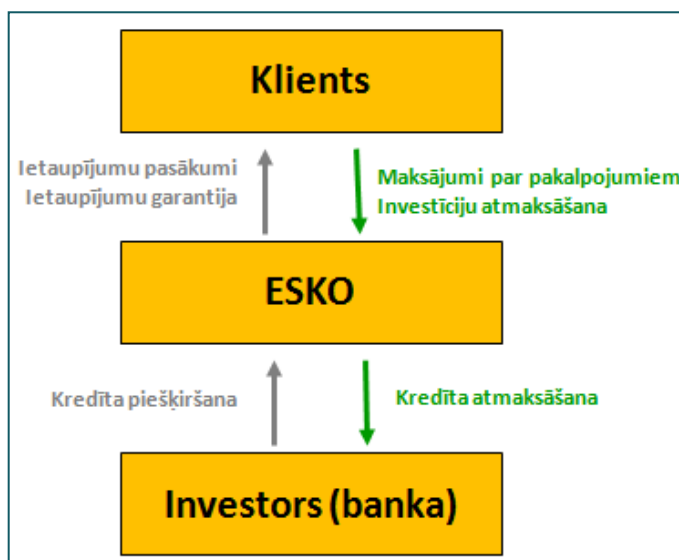 Klients
Ietaupījumu pasākumi
Ietaupījumu garantija
Maksājumi par pakalpojumiem
Investīciju atmaksāšana
ESKO
Kredīta piešķiršana
Kredīta atmaksāšana
Investors (banka)